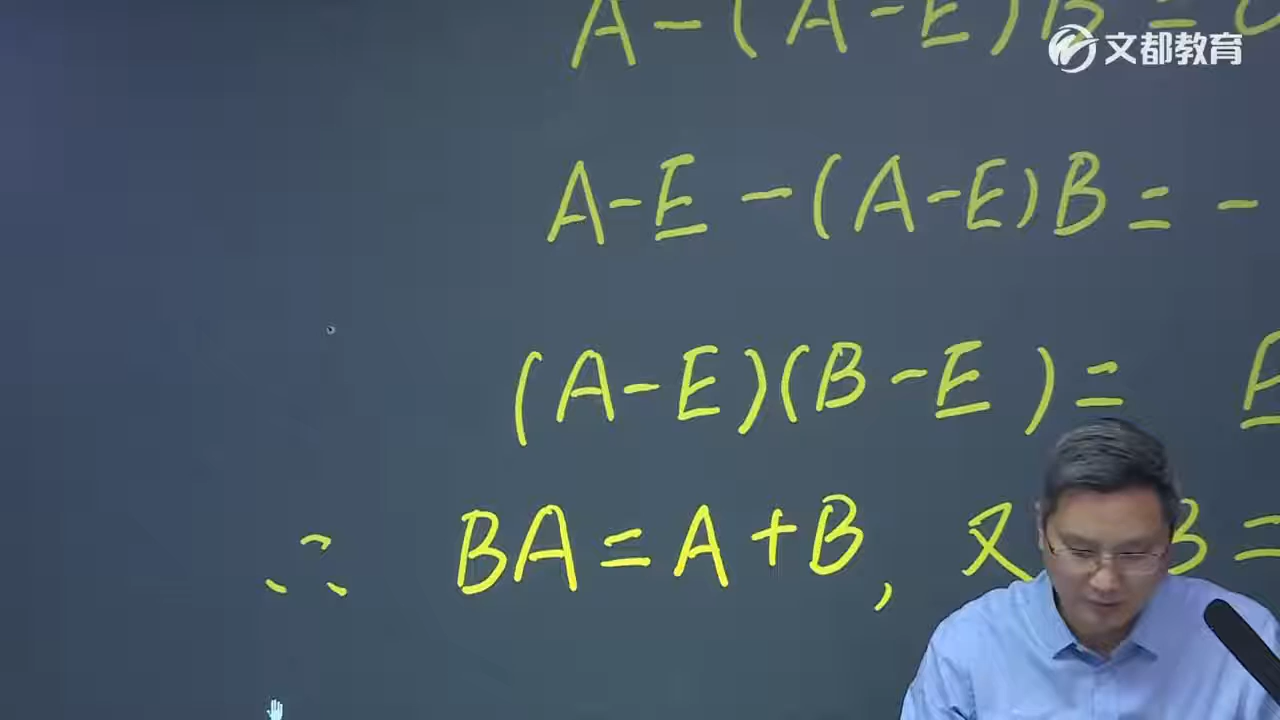 A-(A-E)B=
文都教育
A-E-(A-E)B=-
(A-E)(B-E)=
∴ BA=A+B, 又 B=